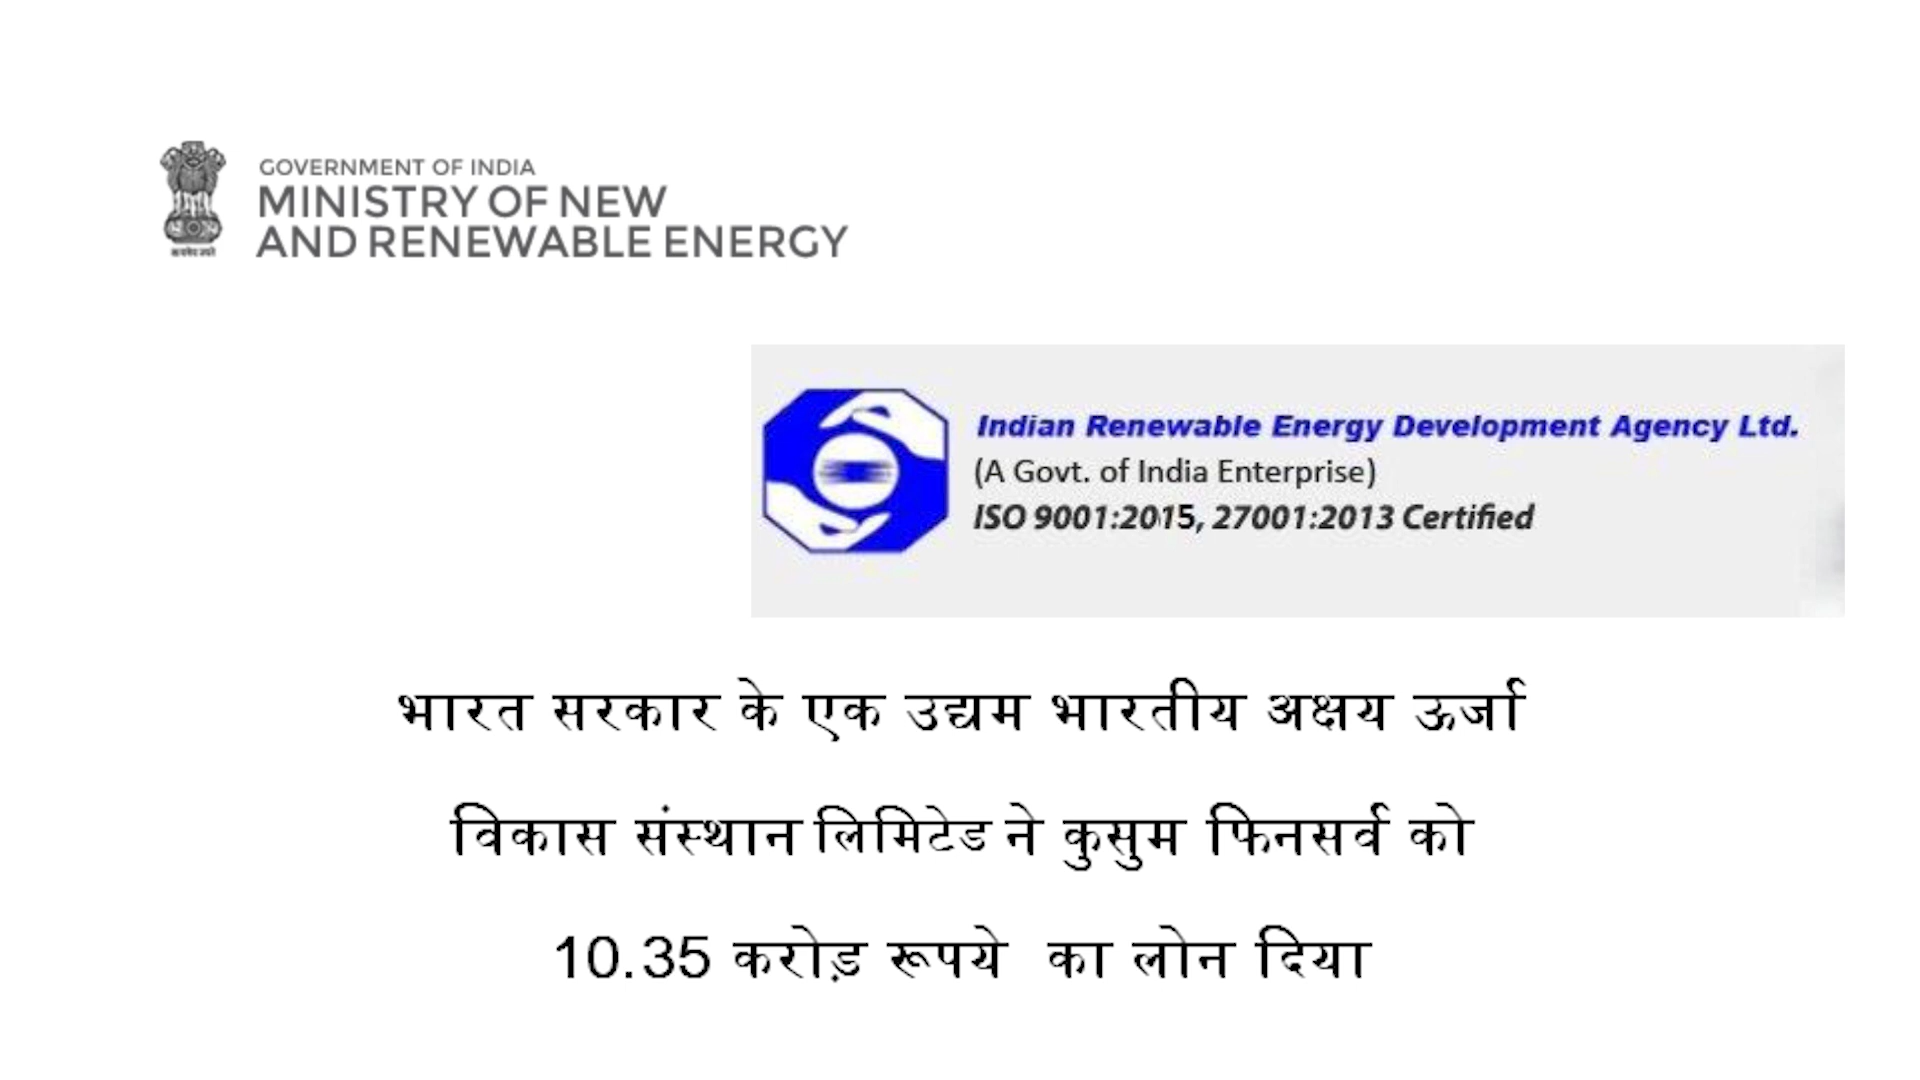 GOVERNMENT OF INDIA
MINISTRY OF NEW
AND RENEWABLE ENERGY
Indian Renewable Energy Development Agency Ltd.
(A Govt. of India Enterprise)
ISO 9001:2015, 27001:2013 Certified
भारत सरकार के एक उद्यम भारतीय अक्षय ऊर्जा
विकास संस्थान लिमिटेड ने कुसुम फिनसर्व को
10.35 करोड़ रूपये का लोन दिया